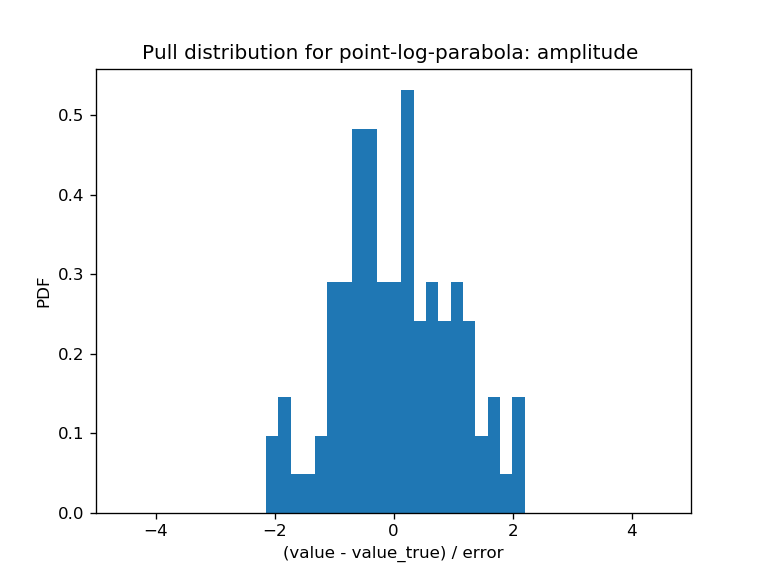 Pull distribution for point-log-parabola: amplitude
PDF
0.5
0.4
0.3
0.2
0.1
0.0
−4 −2 0 2 4
(value - value_true) / error